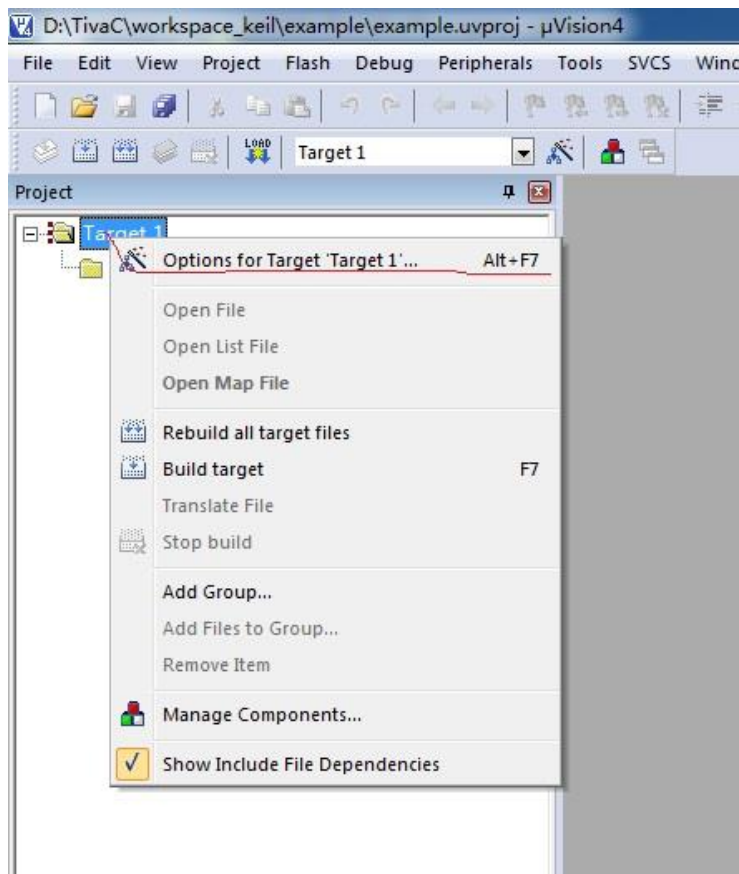 D:\TivaC\workspace_keil\example\example.uvproj - µVision4
File Edit View Project Flash Debug Peripherals Tools SVCS Wind
LOAD Target 1
Project
Target 1
Options for Target 'Target 1'... Alt+F7
Open File
Open List File
Open Map File
Rebuild all target files
Build target F7
Translate File
Stop build
Add Group...
Add Files to Group...
Remove Item
Manage Components...
Show Include File Dependencies